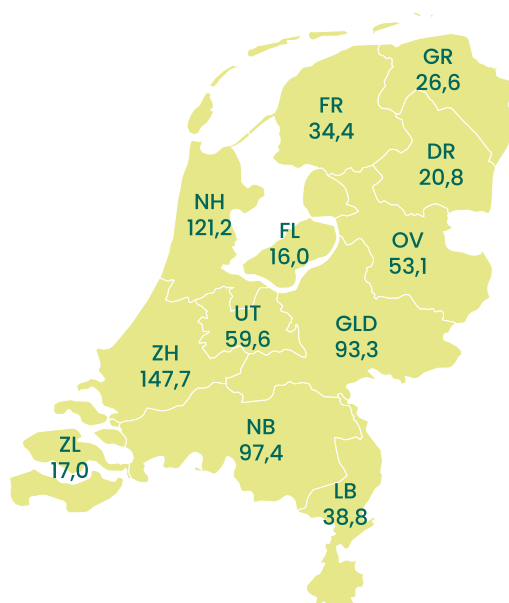 GR
26,6
FR
34,4
DR
20,8
NH
121,2
FL
16,0
OV
53,1
UT
59,6
GLD
93,3
ZH
147,7
NB
97,4
ZL
17,0
LB
38,8